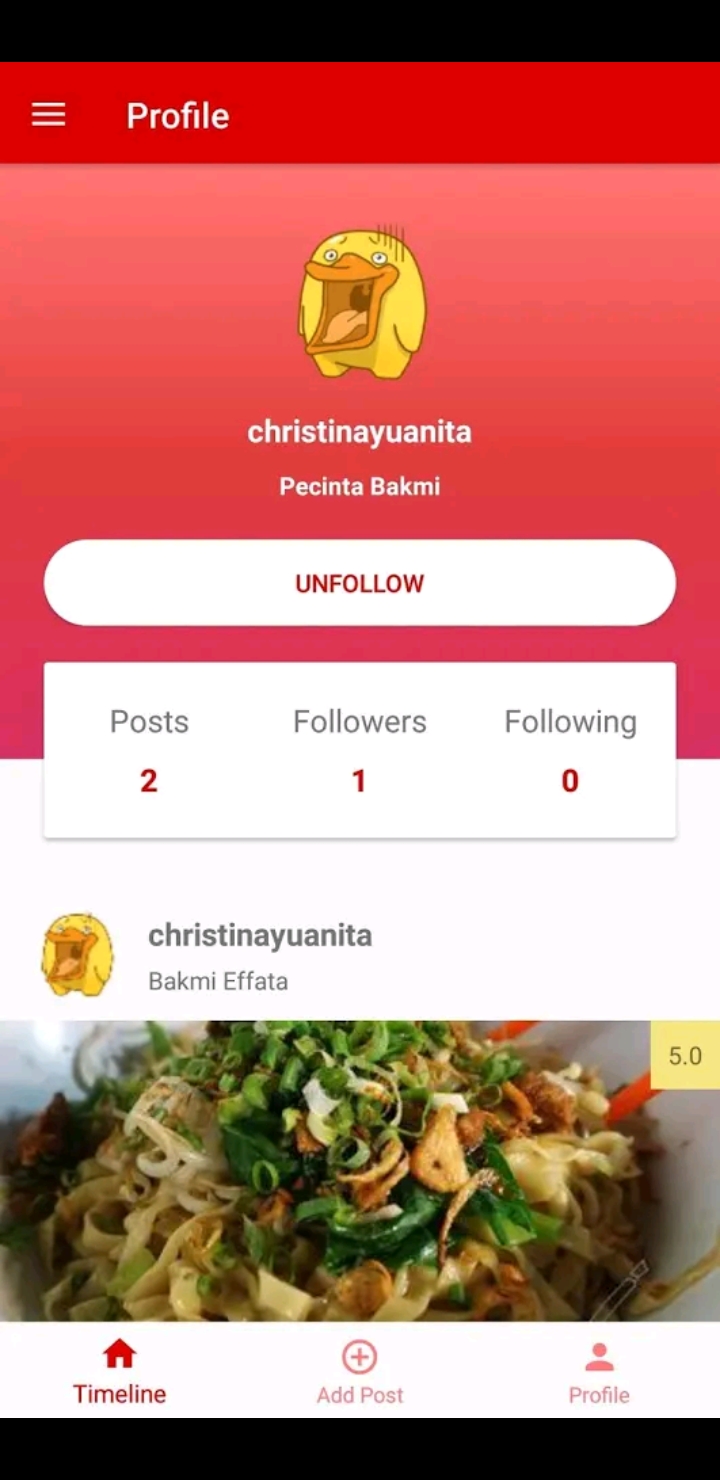 Profile
christinayuanita
Pecinta Bakmi
UNFOLLOW
Posts Followers Following
2 1 0
christinayuanita
Bakmi Effata
5.0
Timeline Add Post Profile